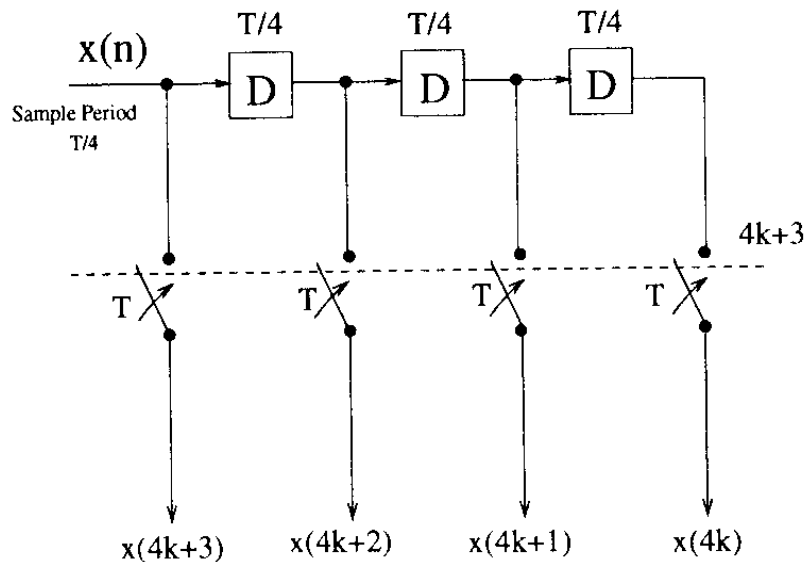 T/4
T/4
T/4
x(n)
D
D
D
Sample Period
T/4
4k+3
T
T
T
T
x(4k+3)
x(4k+2)
x(4k+1)
x(4k)